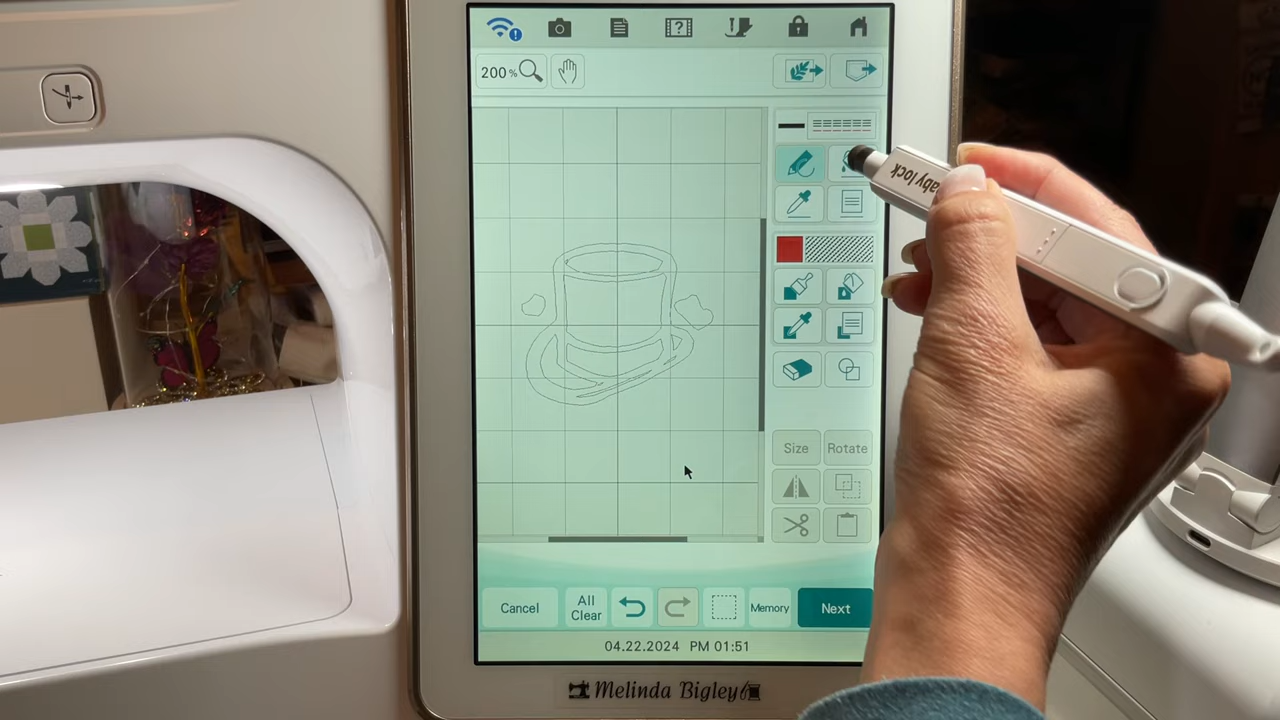 200%
?
baby lock
Size
Rotate
Cancel
All
Clear
Memory
Next
04.22.2024 PM 01:51
Melinda Bigley